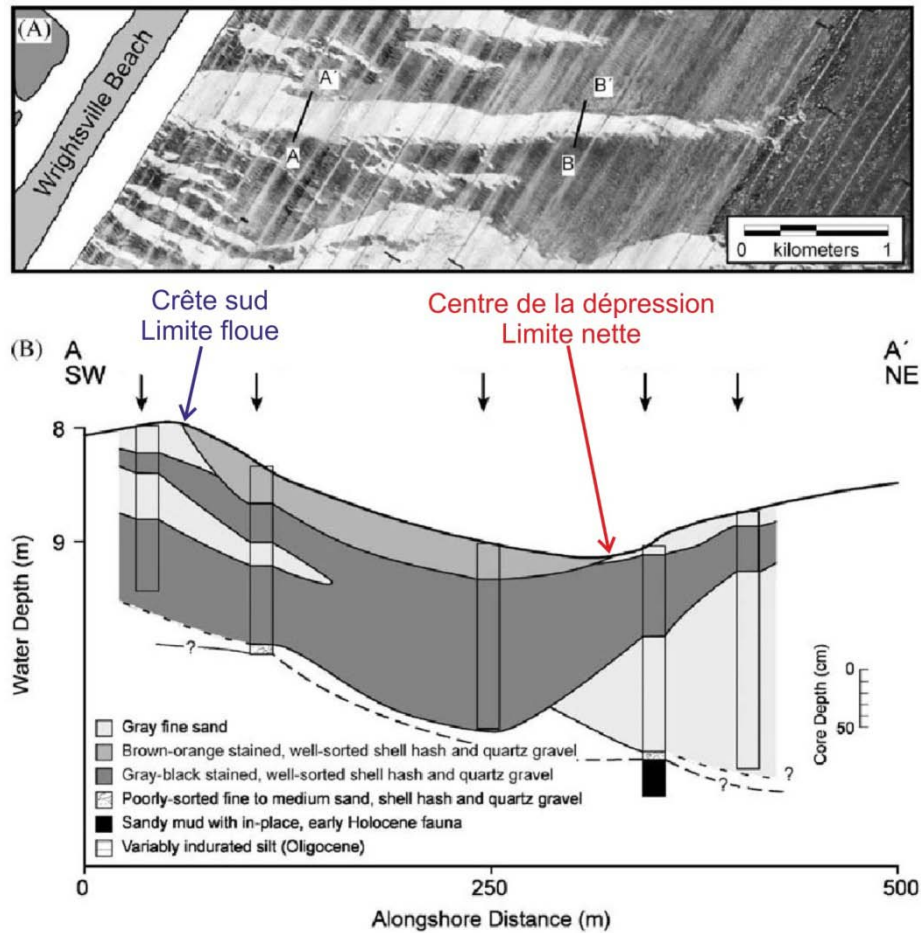 (A)
Wrightsville Beach
A´
A
B´
B
0 kilometers 1
Crête sud
Limite floue
Centre de la dépression
Limite nette
(B)
A
SW
A´
NE
8
9
Water Depth (m)
?
?
?
0
50
Core Depth (cm)
Gray fine sand
Brown-orange stained, well-sorted shell hash and quartz gravel
Gray-black stained, well-sorted shell hash and quartz gravel
Poorly-sorted fine to medium sand, shell hash and quartz gravel
Sandy mud with in-place, early Holocene fauna
Variably indurated silt (Oligocene)
0
250
500
Alongshore Distance (m)